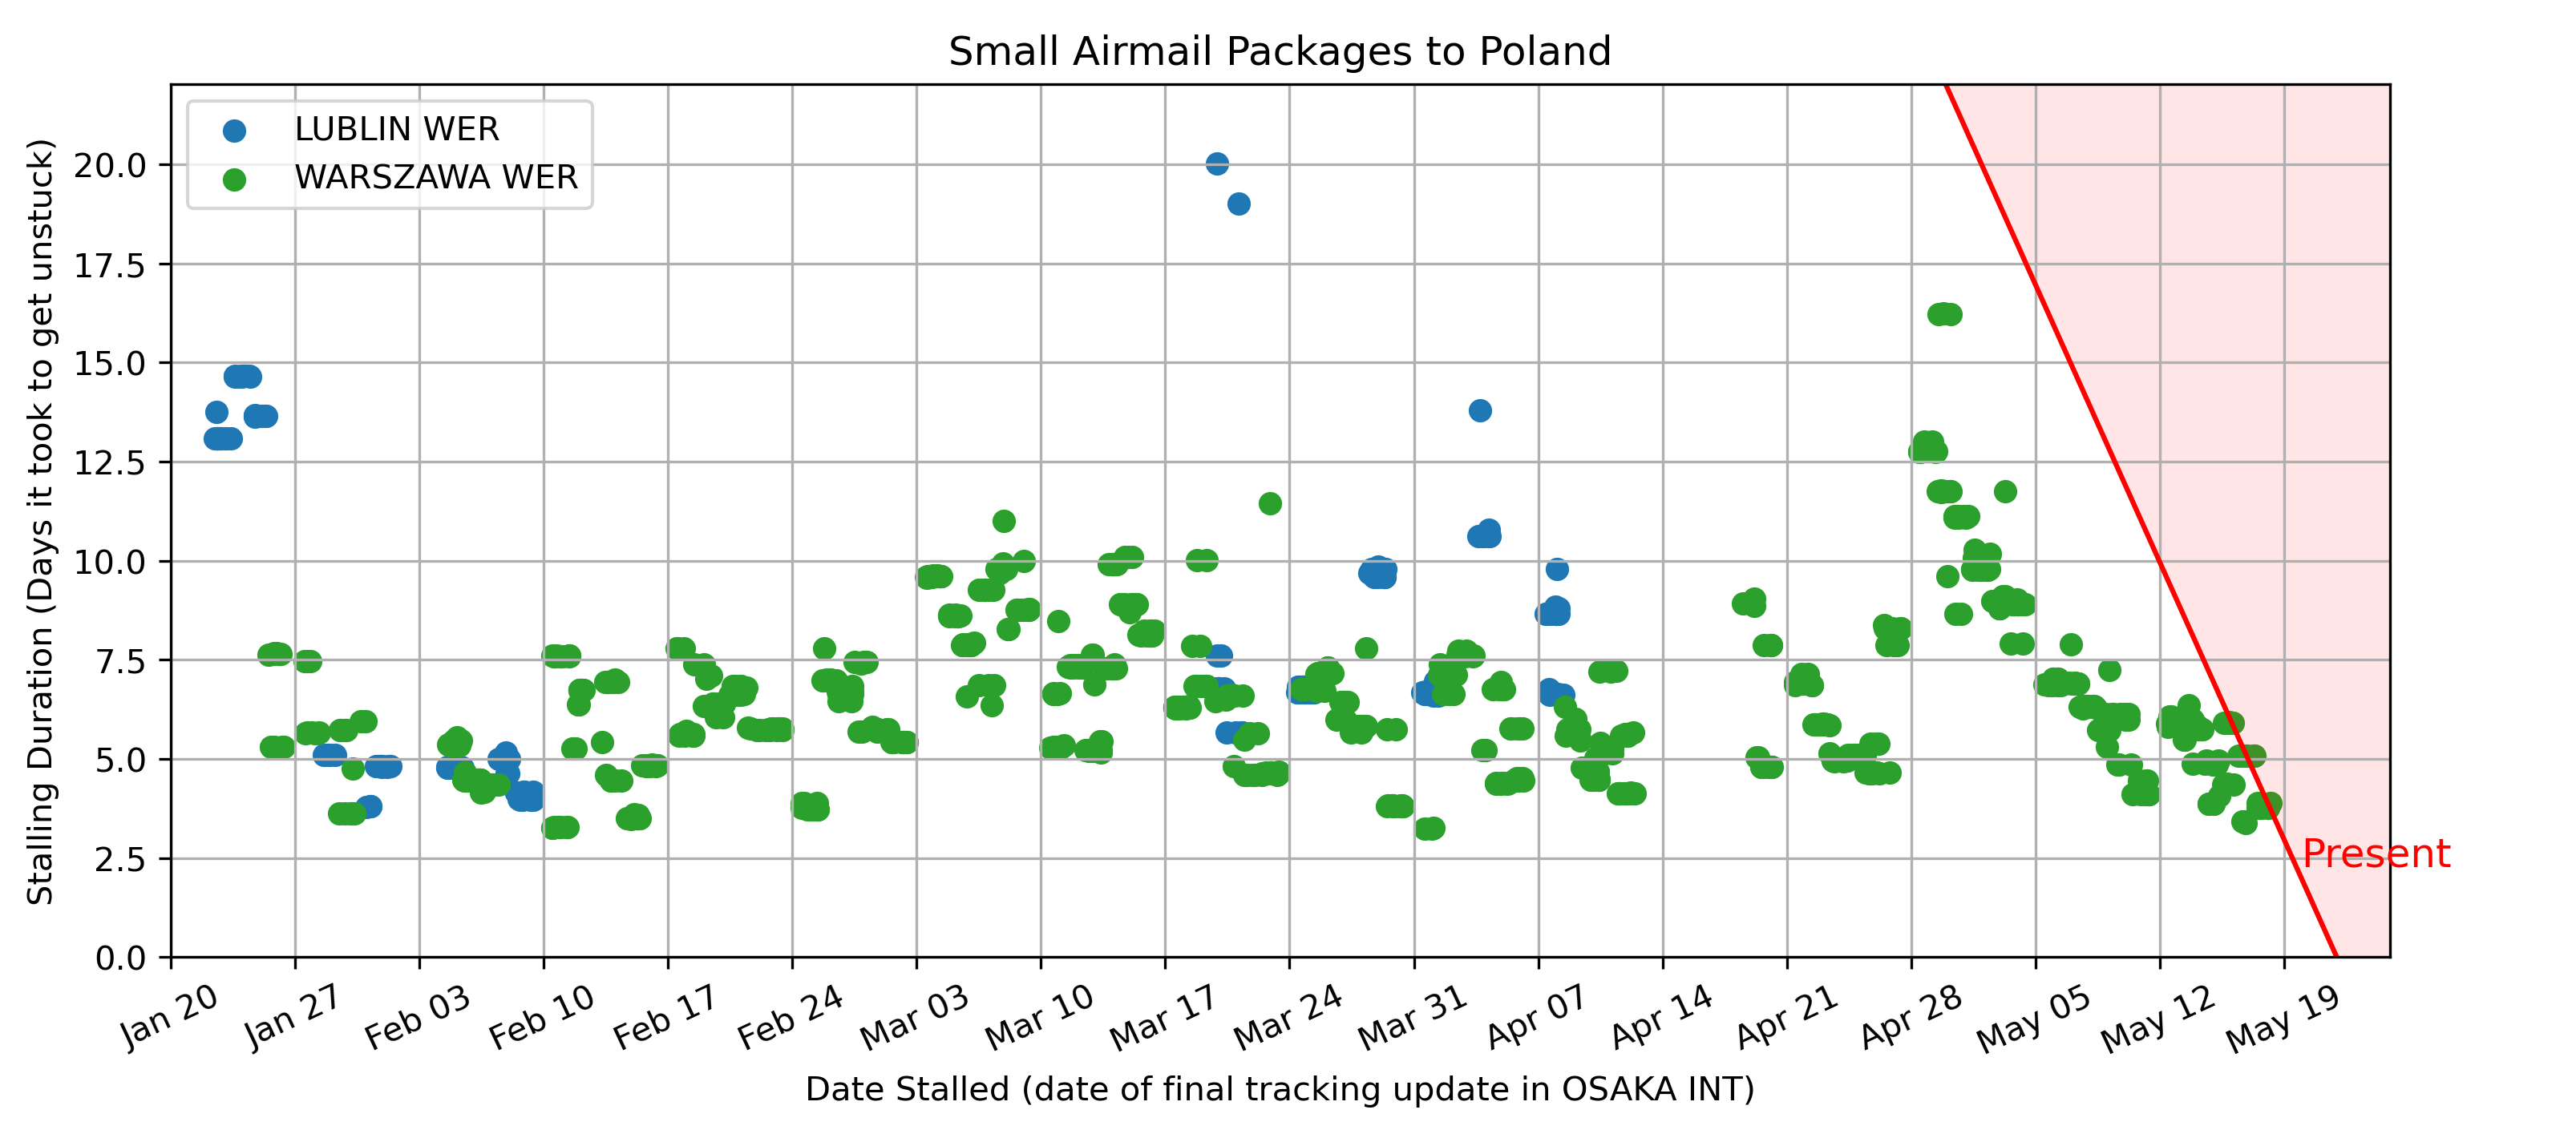 Small Airmail Packages to Poland
LUBLIN WER
WARSZAWA WER
Stalling Duration (Days it took to get unstuck)
20.0
17.5
15.0
12.5
10.0
7.5
5.0
2.5
0.0
Present
Jan 20
Jan 27
Feb 03
Feb 10
Feb 17
Feb 24
Mar 03
Mar 10
Mar 17
Mar 24
Mar 31
Apr 07
Apr 14
Apr 21
Apr 28
May 05
May 12
May 19
Date Stalled (date of final tracking update in OSAKA INT)